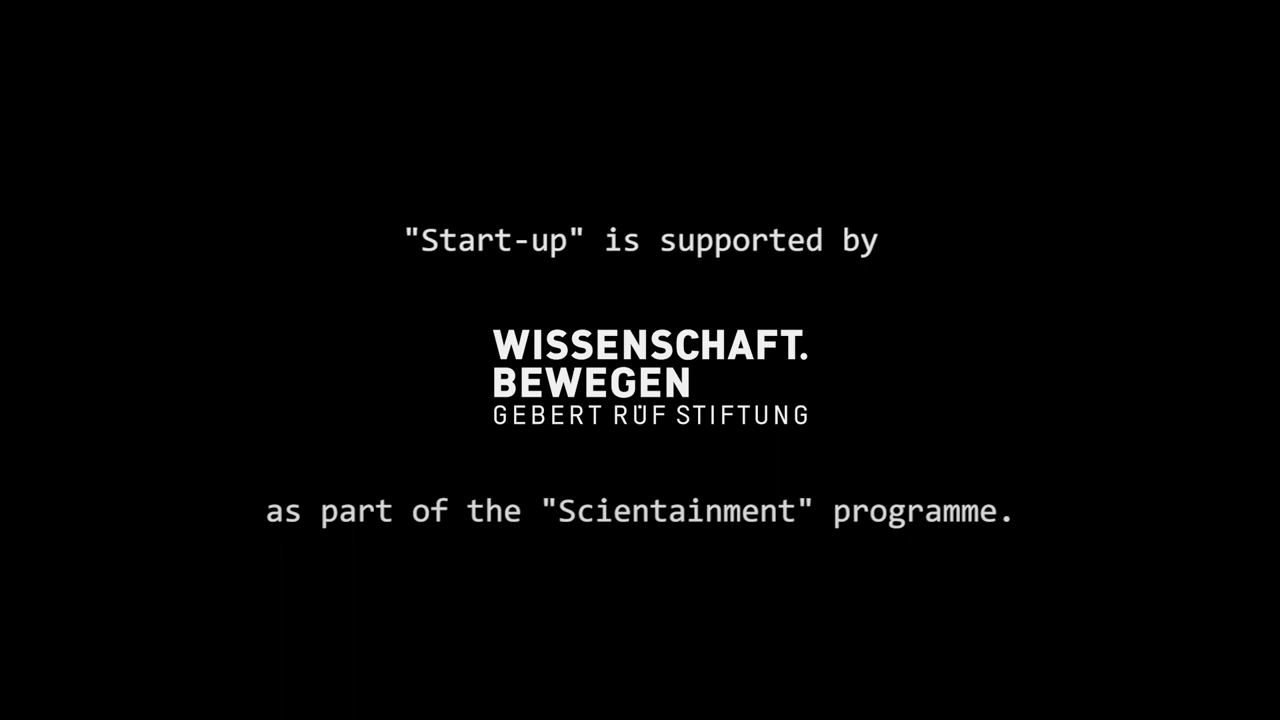 "Start-up" is supported by
WISSENSCHAFT.
BEWEGEN
GEBERT RÜF STIFTUNG
as part of the "Scientainment" programme.